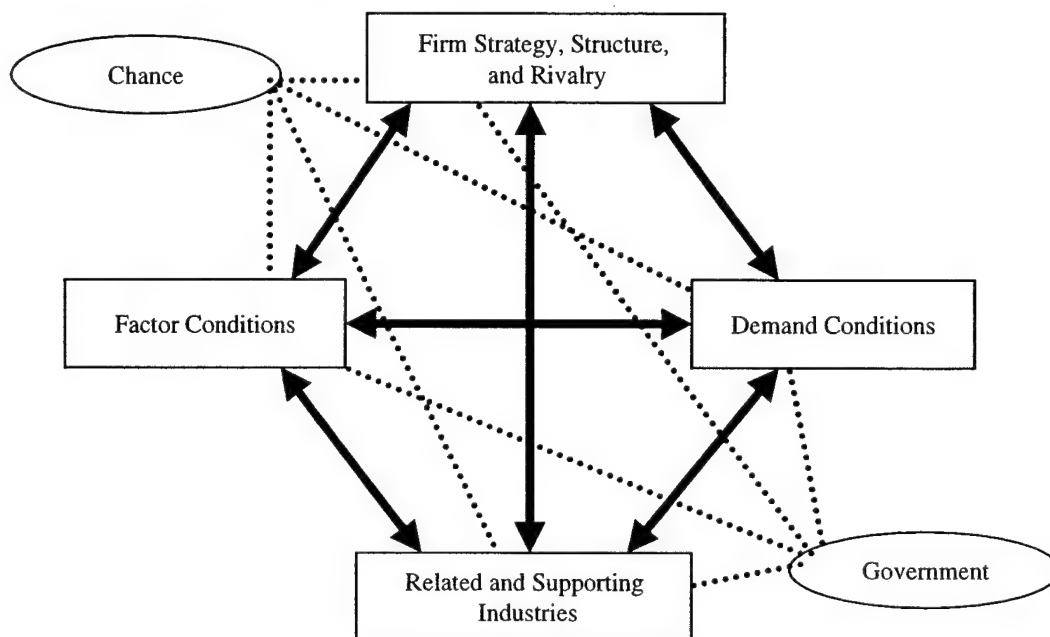 Firm Strategy, Structure,
and Rivalry
Chance
Factor Conditions
Demand Conditions
Related and Supporting
Industries
Government